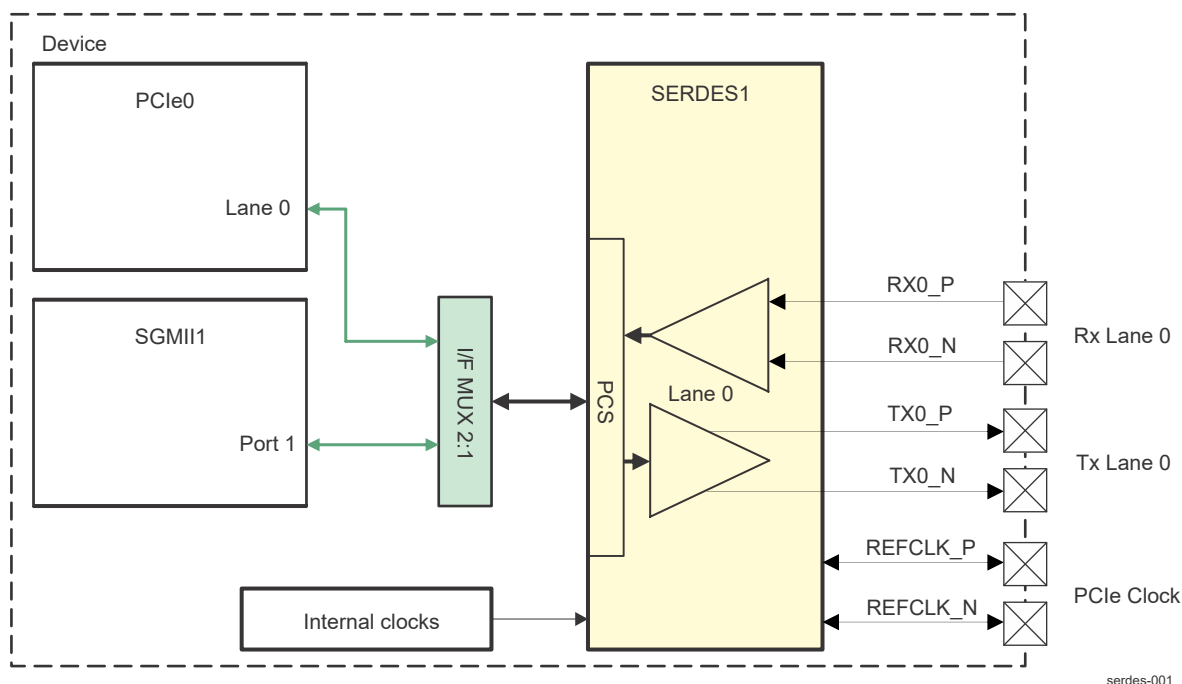 Device
PCIe0
SERDES1
Lane 0
RX0_P
SGMII1
I/F MUX 2:1
RX0_N
Rx Lane 0
PCS
Lane 0
TX0_P
Port 1
Tx Lane 0
TX0_N
REFCLK_P
PCIe Clock
REFCLK_N
Internal clocks
serdes-001